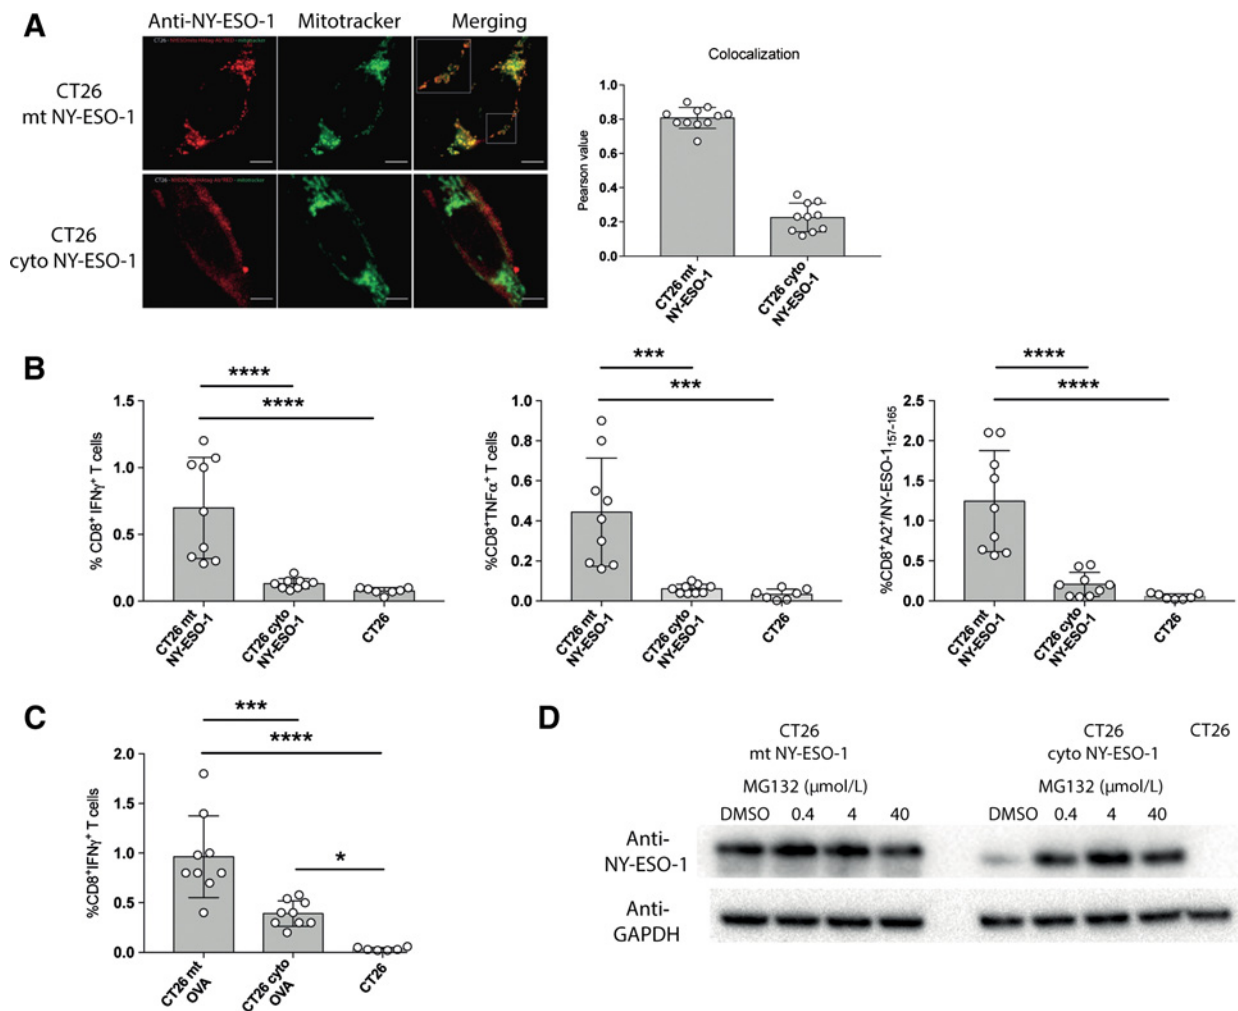 A
Anti-NY-ESO-1 Mitotracker Merging
CT26
mt NY-ESO-1
CT26
cyto NY-ESO-1
Colocalization
Pearson value
1.0
0.8
0.6
0.4
0.2
0.0
CT26 mt
NY-ESO-1
CT26 cyto
NY-ESO-1
B
****
****
% CD8⁺ IFNγ⁺ T cells
1.5
1.0
0.5
0.0
CT26 mt
NY-ESO-1
CT26 cyto
NY-ESO-1
CT26
***
***
%CD8⁺TNFα⁺ T cells
1.0
0.8
0.6
0.4
0.2
0.0
CT26 mt
NY-ESO-1
CT26 cyto
NY-ESO-1
CT26
****
****
%CD8⁺A2⁺/NY-ESO-1₁₅₇₋₁₆₅
2.5
2.0
1.5
1.0
0.5
0.0
CT26 mt
NY-ESO-1
CT26 cyto
NY-ESO-1
CT26
C
***
****
*
%CD8⁺IFNγ⁺ T cells
2.0
1.5
1.0
0.5
0.0
CT26 mt
OVA
CT26 cyto
OVA
CT26
D
CT26
mt NY-ESO-1
CT26
cyto NY-ESO-1
CT26
MG132 (μmol/L) MG132 (μmol/L)
DMSO 0.4 4 40 DMSO 0.4 4 40
Anti-
NY-ESO-1
Anti-
GAPDH